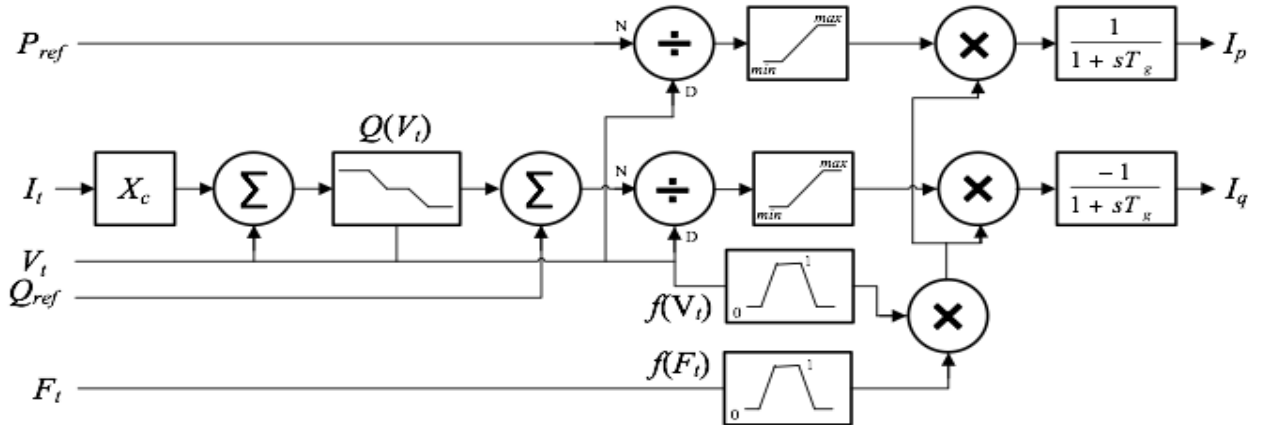 P_ref N ÷ D min max × 1 / 1 + sT_g I_p
Q(V_t)
I_t X_c Σ Σ N ÷ D min max × -1 / 1 + sT_g I_q
V_t
Q_ref
f(V_t) 0 1 ×
f(F_t) 0 1
F_t